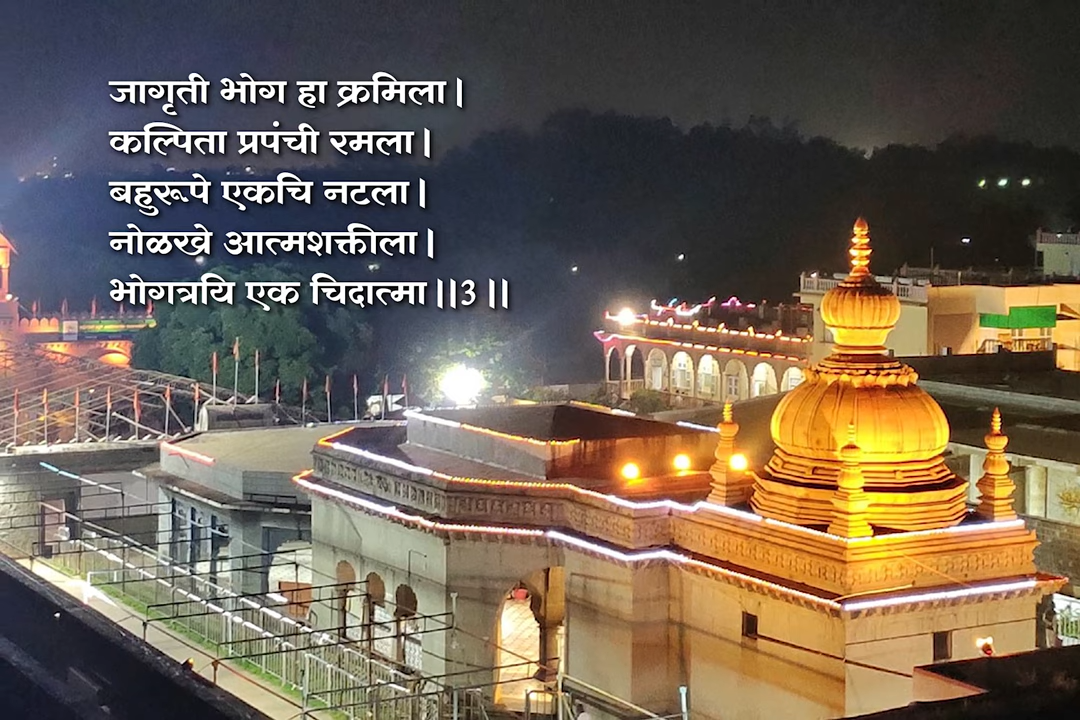 जागृती भोग हा क्रमिला।
कल्पिता प्रपंची रमला।
बहुरूपे एकचि नटला।
नोळखे आत्मशक्तीला।
भोगत्रयि एक चिदात्मा।।3।।